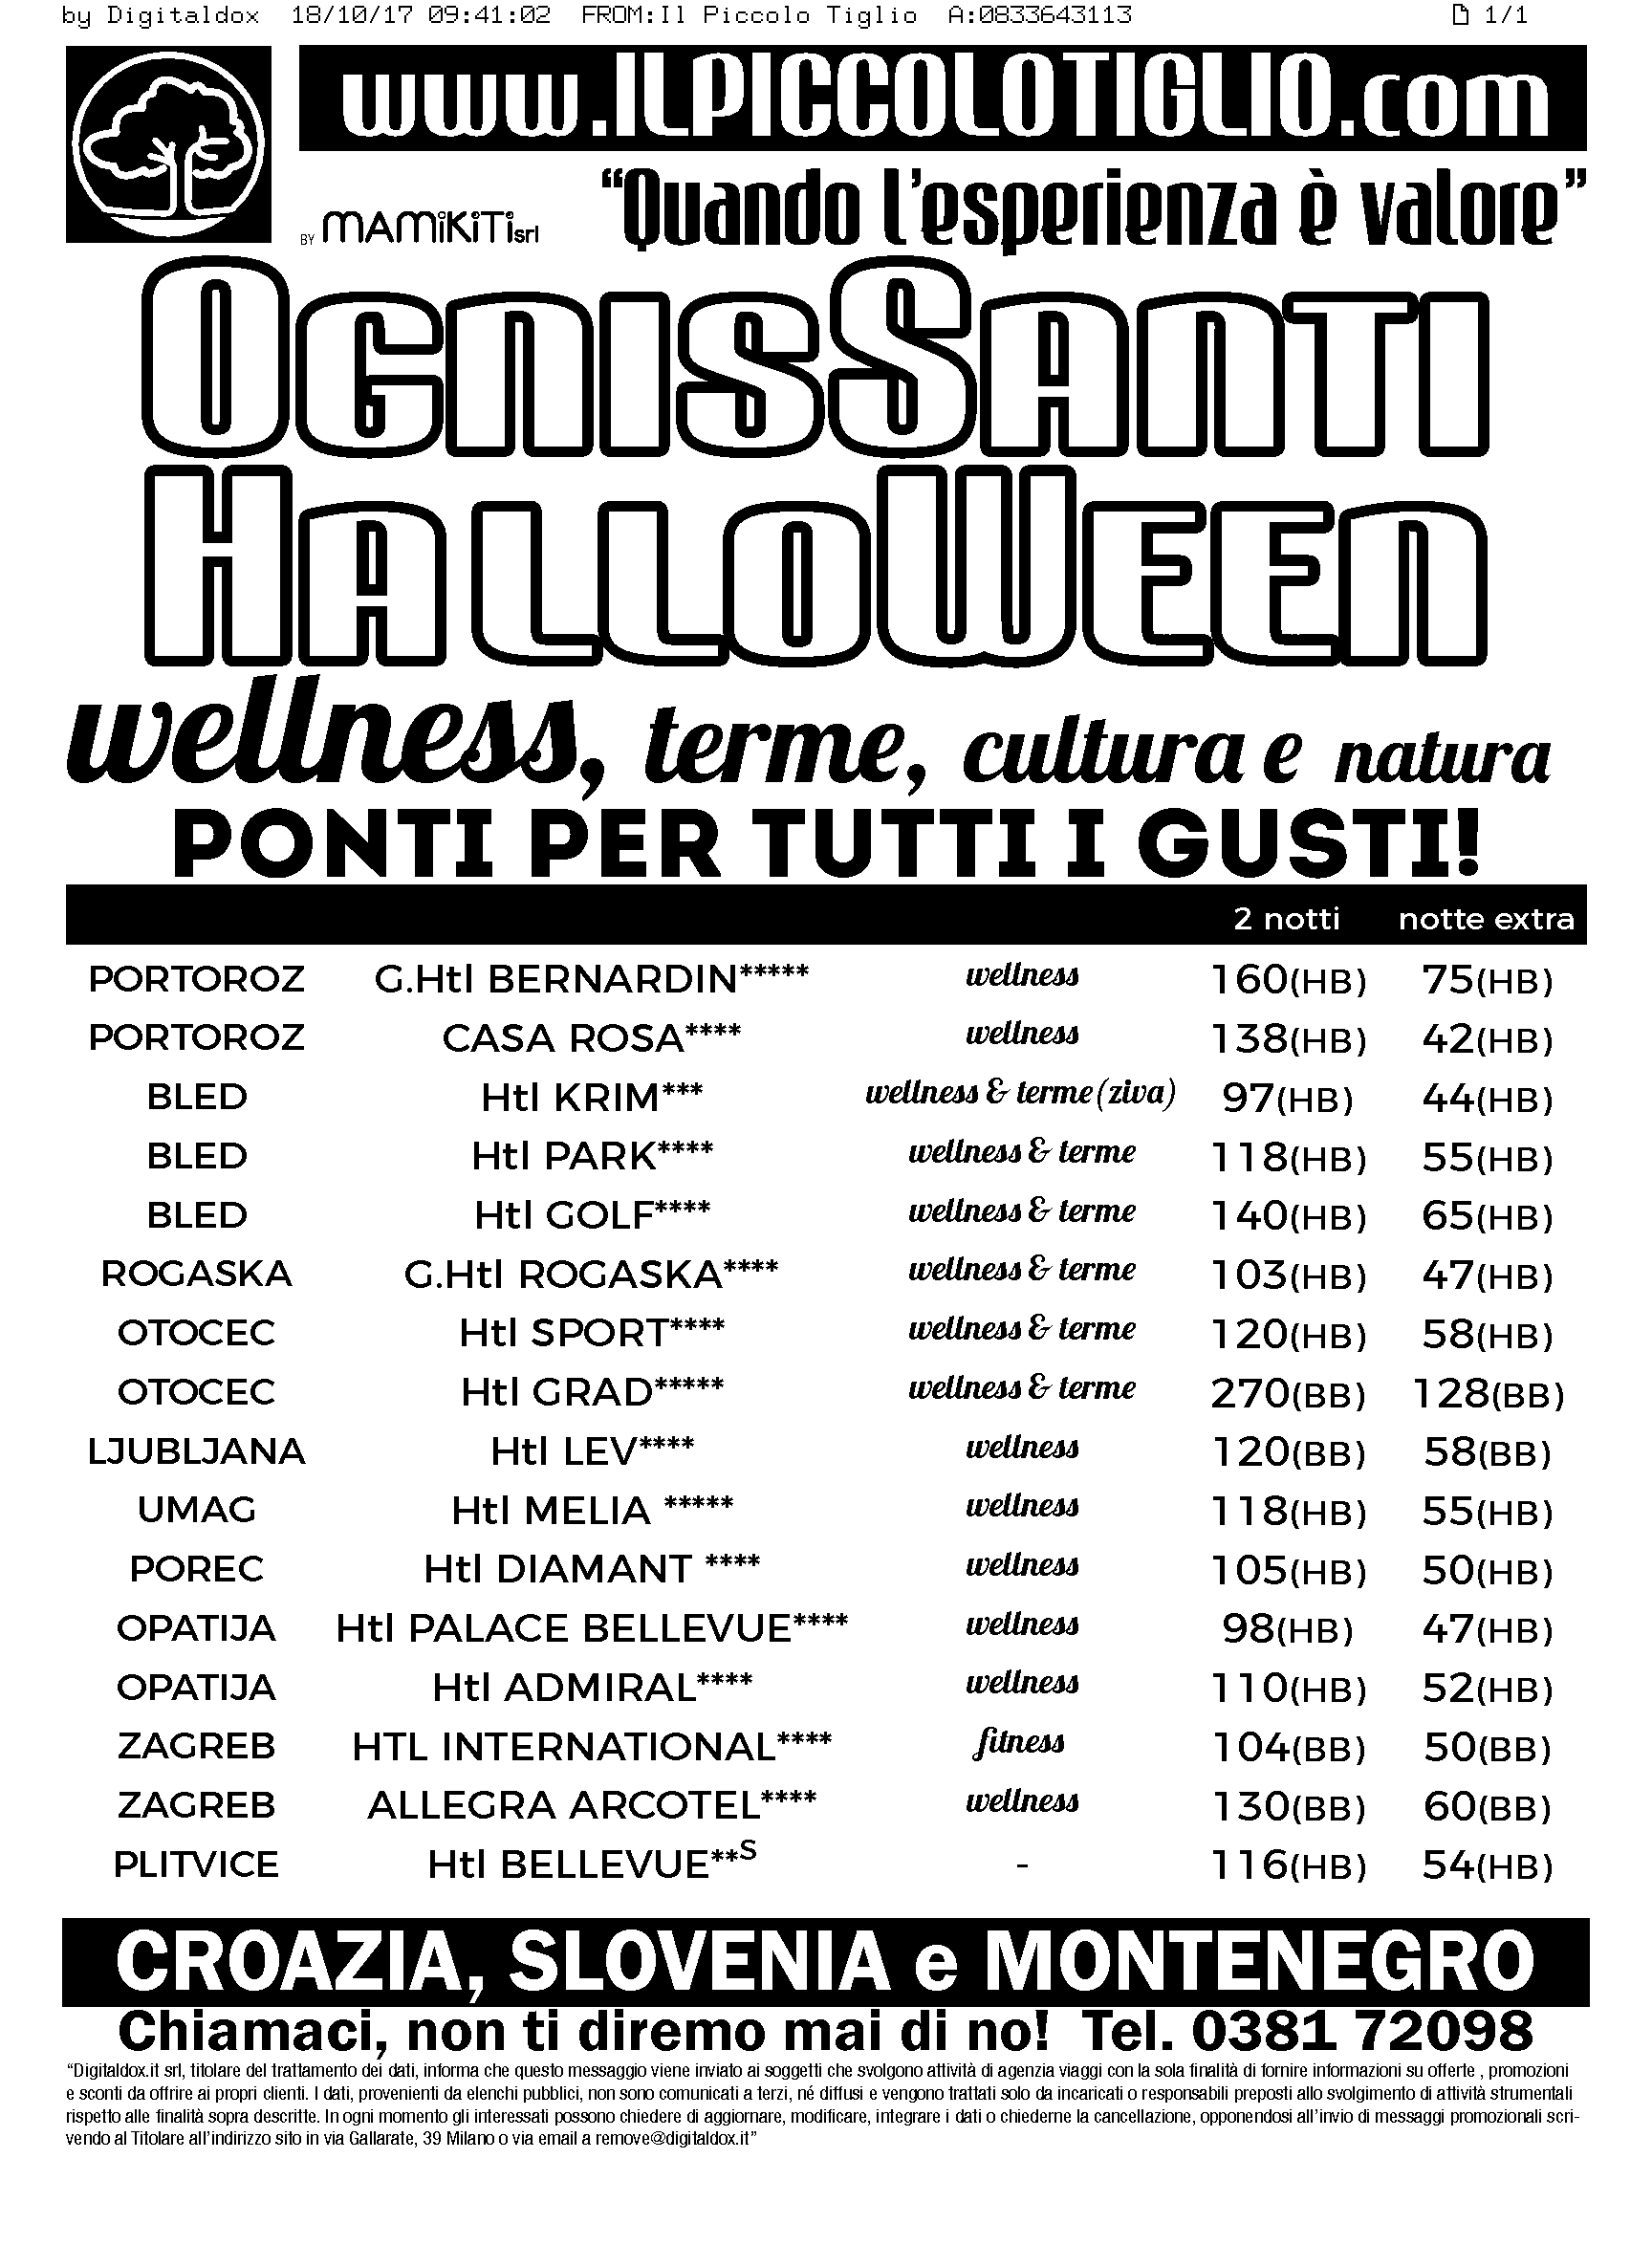 by Digitaldox 18/10/17 09:41:02 FROM:Il Piccolo Tiglio A:0833643113 1/1
www.ILPICCOLOTIGLIO.com
BY MAMiKiTi srl “Quando l'esperienza è valore”
OGNISSANTI
HALLOWEEN
wellness, terme, cultura e natura
PONTI PER TUTTI I GUSTI!
2 notti notte extra
PORTOROZ G.Htl BERNARDIN***** wellness 160(HB) 75(HB)
PORTOROZ CASA ROSA**** wellness 138(HB) 42(HB)
BLED Htl KRIM*** wellness & terme (ziva) 97(HB) 44(HB)
BLED Htl PARK**** wellness & terme 118(HB) 55(HB)
BLED Htl GOLF**** wellness & terme 140(HB) 65(HB)
ROGASKA G.Htl ROGASKA**** wellness & terme 103(HB) 47(HB)
OTOCEC Htl SPORT**** wellness & terme 120(HB) 58(HB)
OTOCEC Htl GRAD***** wellness & terme 270(BB) 128(BB)
LJUBLJANA Htl LEV**** wellness 120(BB) 58(BB)
UMAG Htl MELIA ***** wellness 118(HB) 55(HB)
POREC Htl DIAMANT **** wellness 105(HB) 50(HB)
OPATIJA Htl PALACE BELLEVUE**** wellness 98(HB) 47(HB)
OPATIJA Htl ADMIRAL**** wellness 110(HB) 52(HB)
ZAGREB HTL INTERNATIONAL**** fitness 104(BB) 50(BB)
ZAGREB ALLEGRA ARCOTEL**** wellness 130(BB) 60(BB)
PLITVICE Htl BELLEVUE**S - 116(HB) 54(HB)
CROAZIA, SLOVENIA e MONTENEGRO
Chiamaci, non ti diremo mai di no! Tel. 0381 72098
“Digitaldox.it srl, titolare del trattamento dei dati, informa che questo messaggio viene inviato ai soggetti che svolgono attività di agenzia viaggi con la sola finalità di fornire informazioni su offerte , promozioni
e sconti da offrire ai propri clienti. I dati, provenienti da elenchi pubblici, non sono comunicati a terzi, né diffusi e vengono trattati solo da incaricati o responsabili preposti allo svolgimento di attività strumentali
rispetto alle finalità sopra descritte. In ogni momento gli interessati possono chiedere di aggiornare, modificare, integrare i dati o chiederne la cancellazione, opponendosi all'invio di messaggi promozionali scri-
vendo al Titolare all'indirizzo sito in via Gallarate, 39 Milano o via email a remove@digitaldox.it”